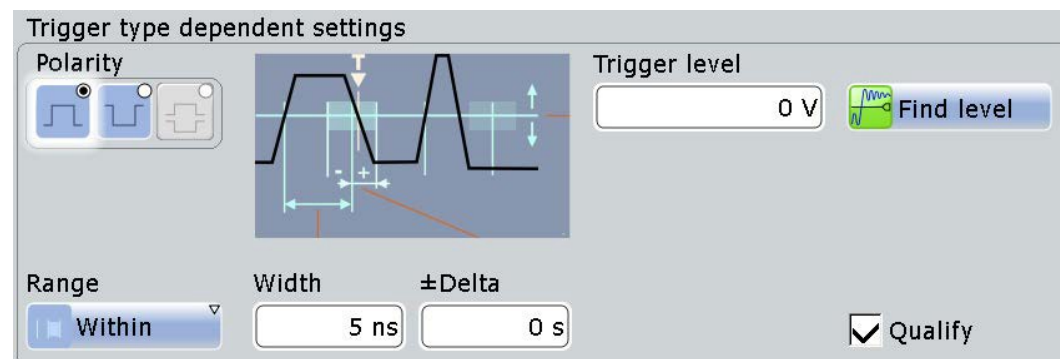 Trigger type dependent settings
Polarity
T
- +
Trigger level
0 V
Find level
Range
Within
Width
5 ns
±Delta
0 s
Qualify